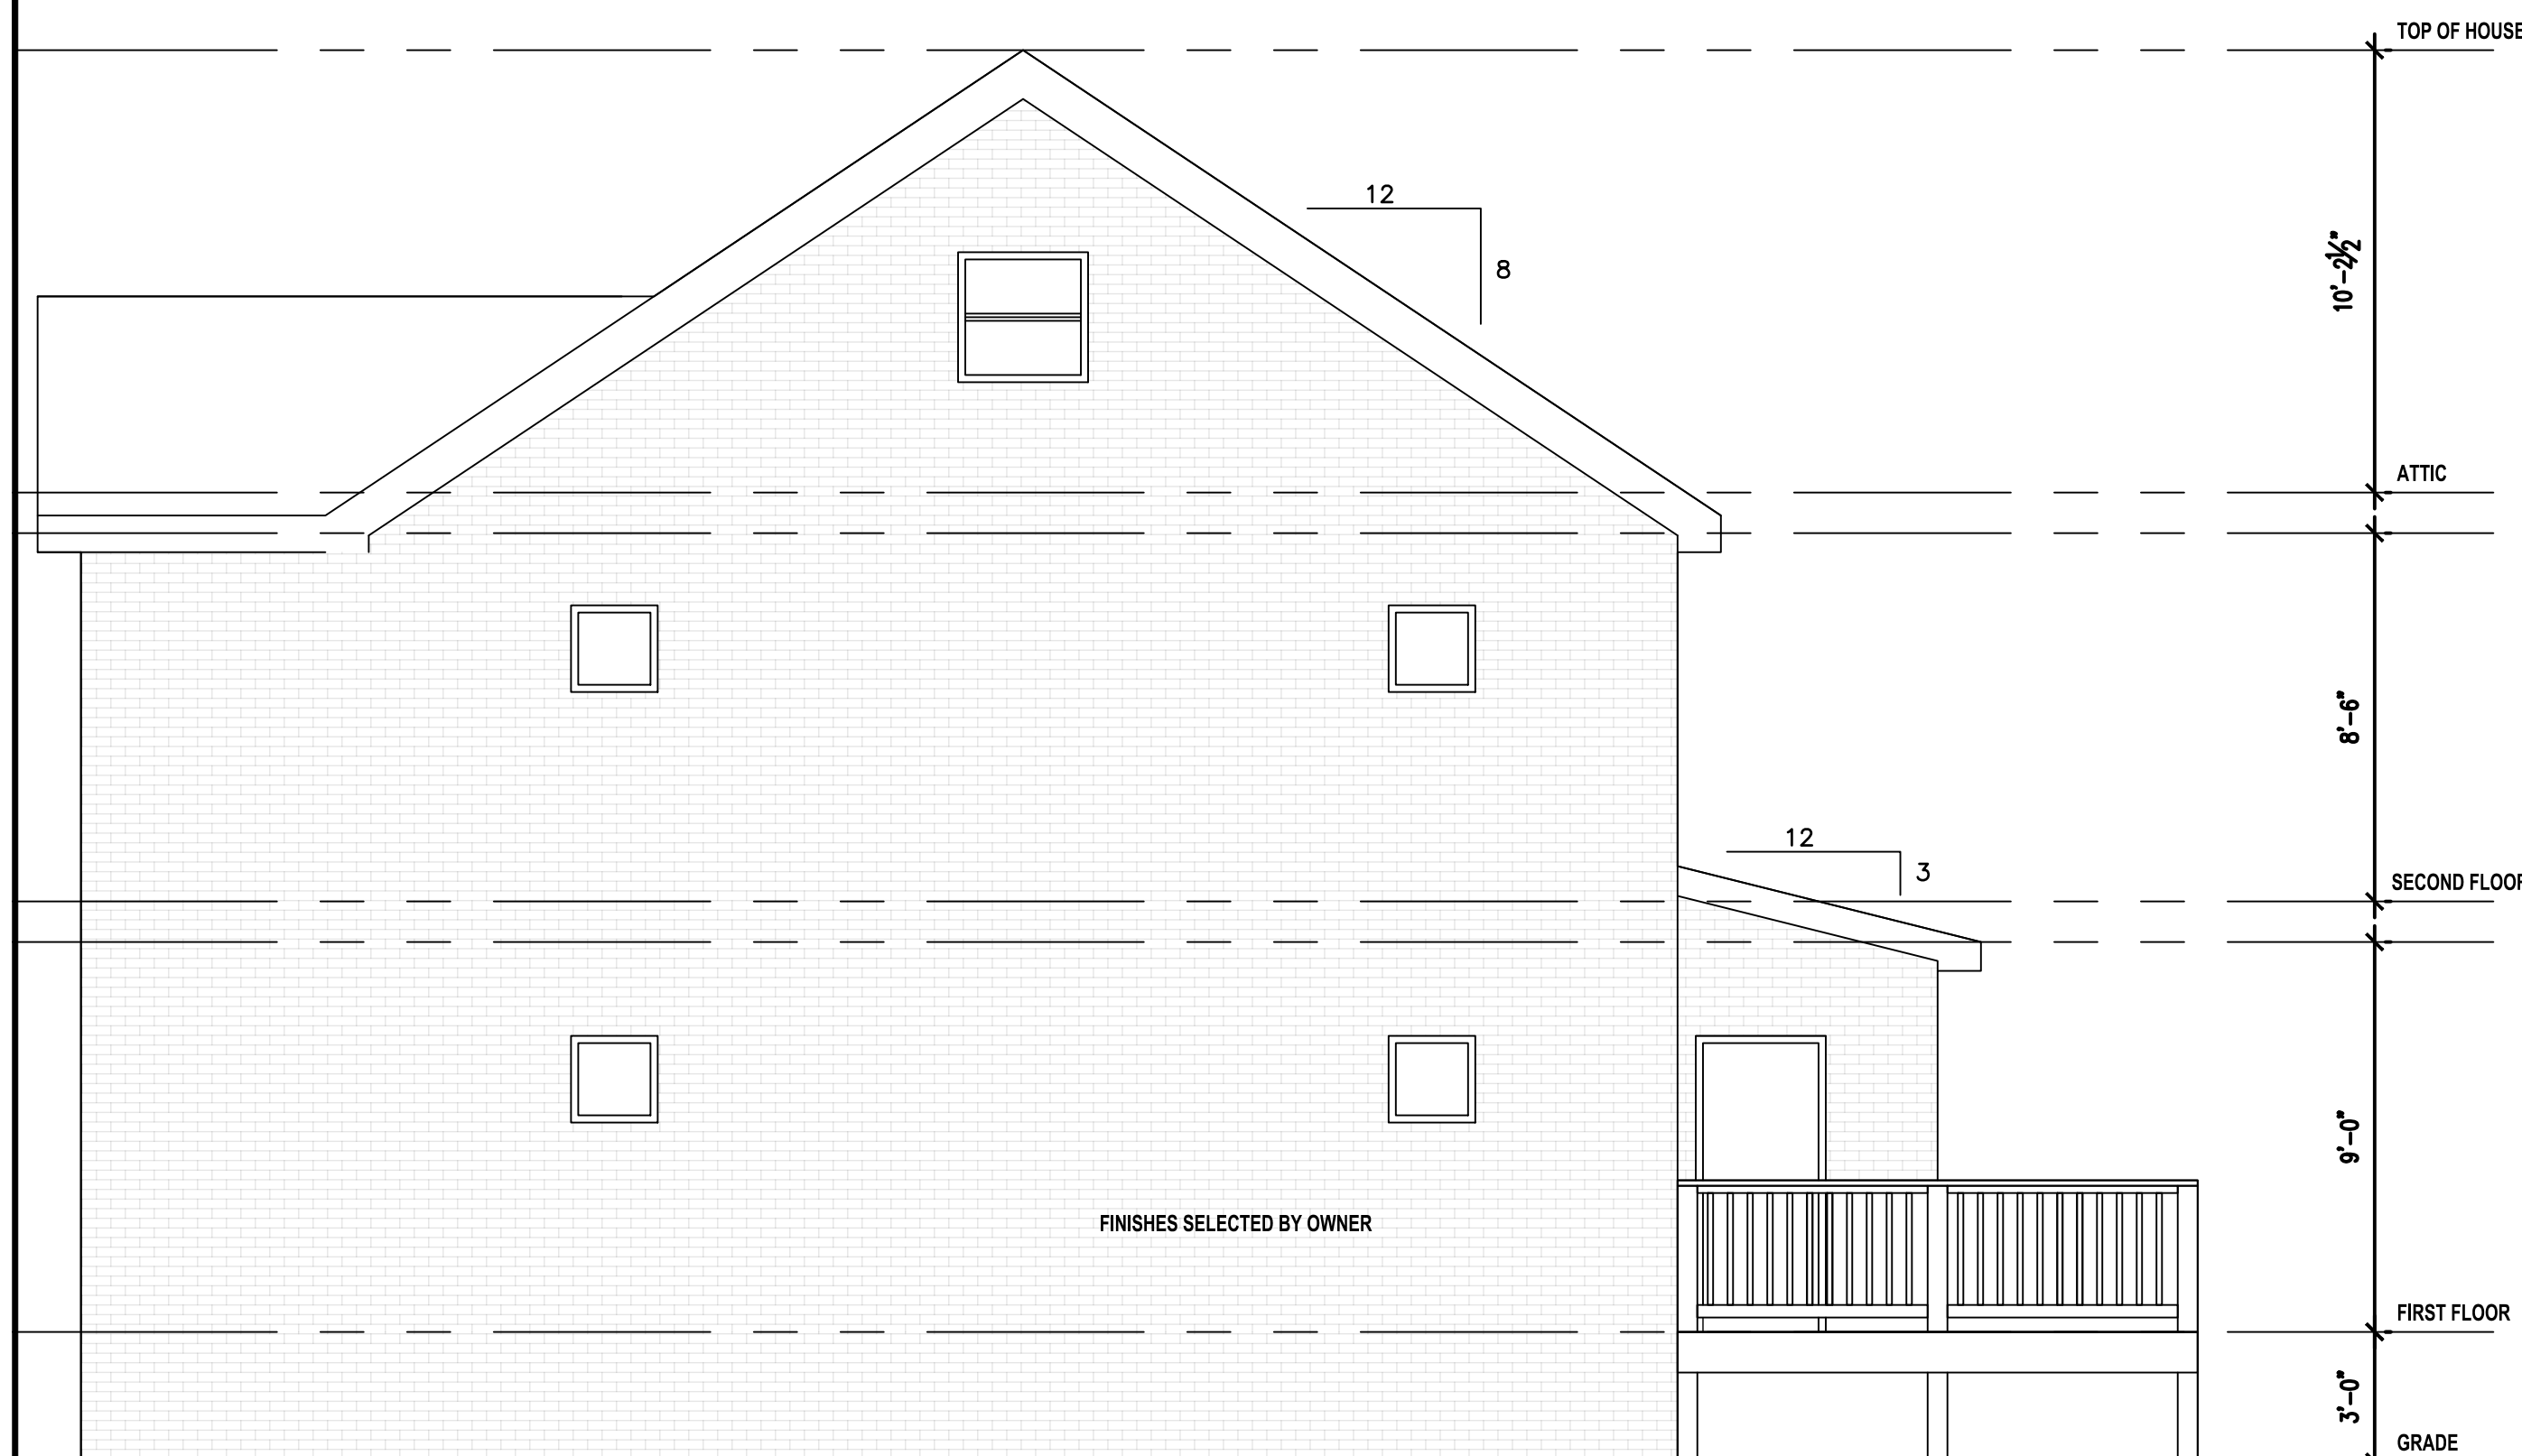 TOP OF HOUSE
12
8
10'-2½"
ATTIC
8'-6"
12
3
SECOND FLOOR
9'-0"
FINISHES SELECTED BY OWNER
FIRST FLOOR
3'-0"
GRADE